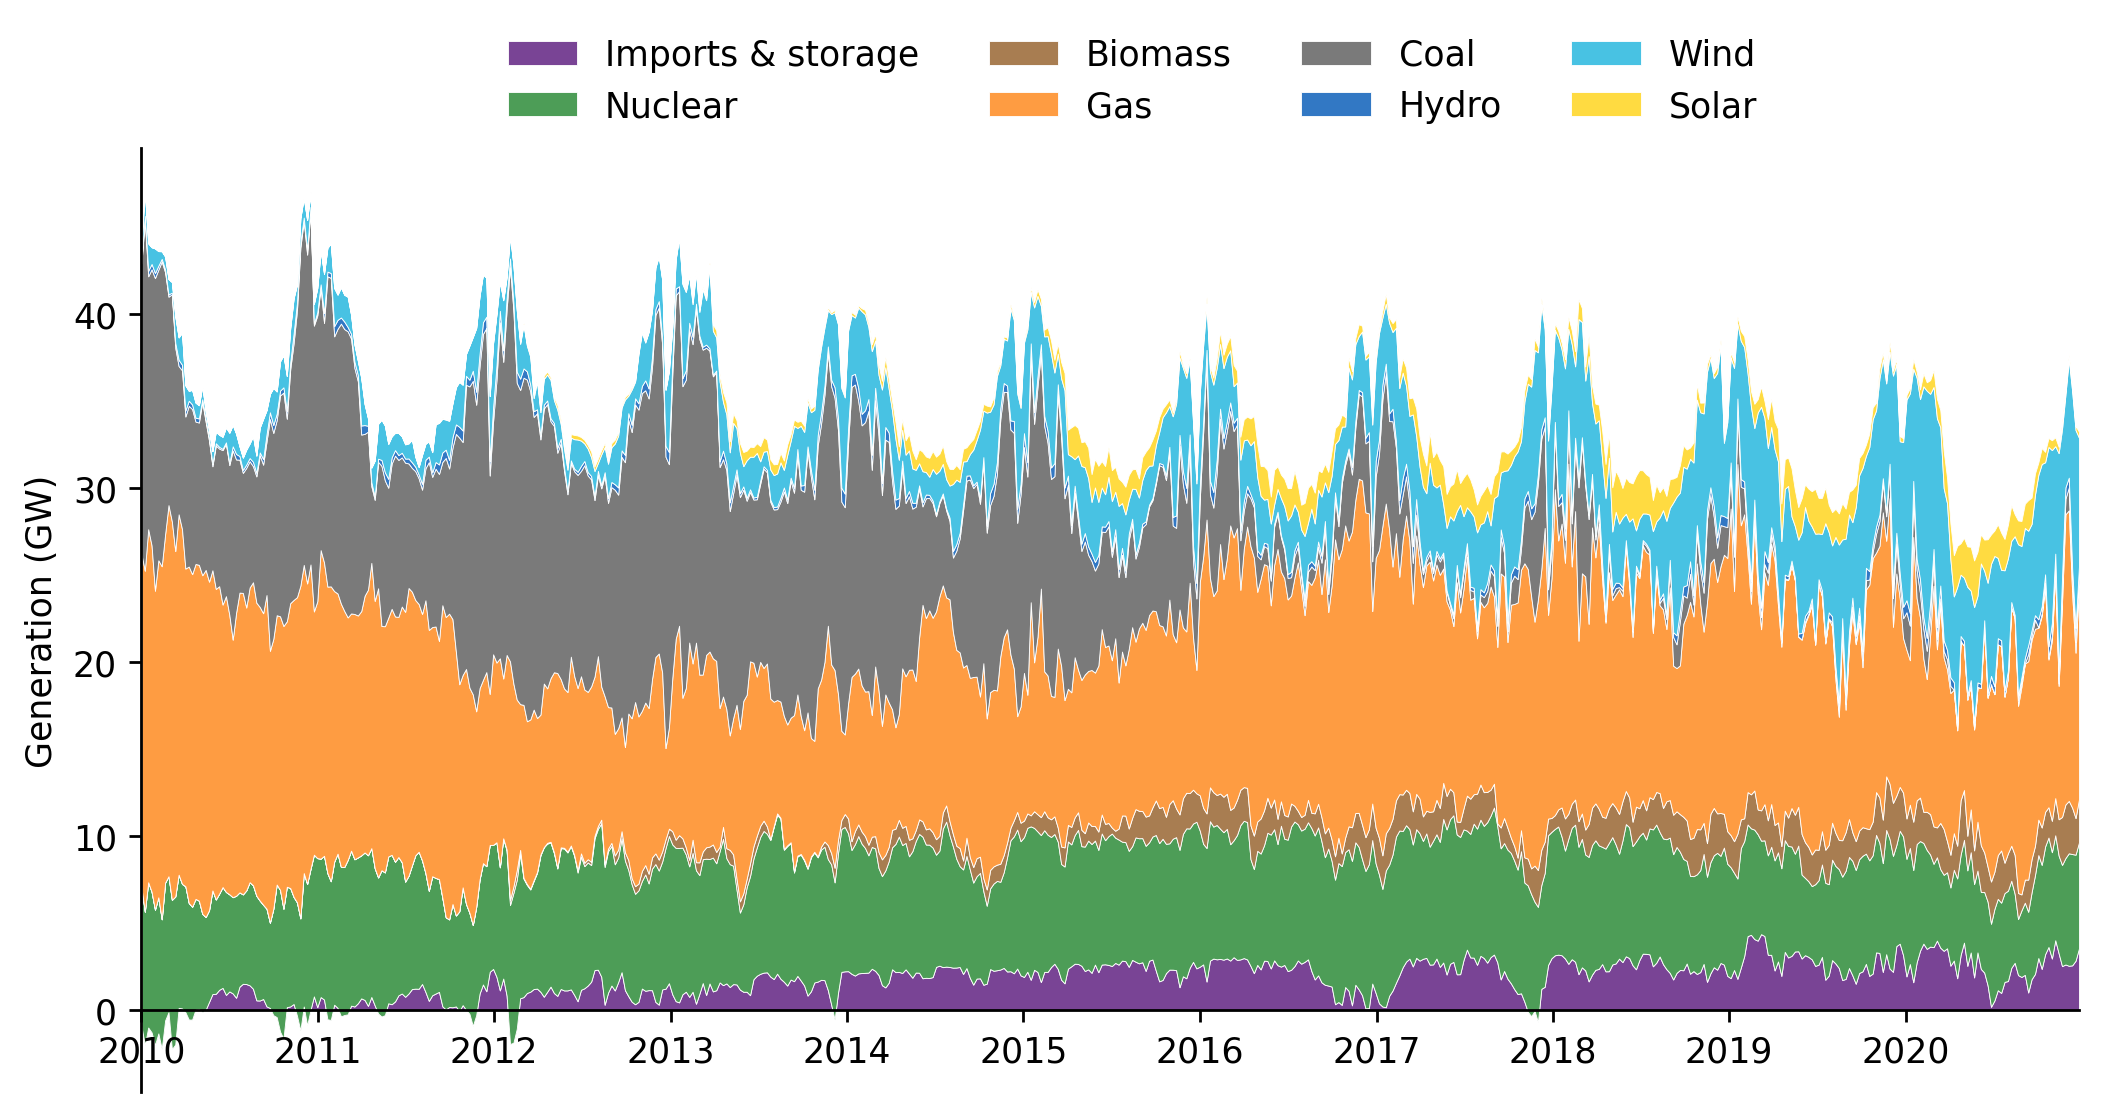 Imports & storage Biomass Coal Wind
Nuclear Gas Hydro Solar
Generation (GW)
40
30
20
10
0
2010 2011 2012 2013 2014 2015 2016 2017 2018 2019 2020